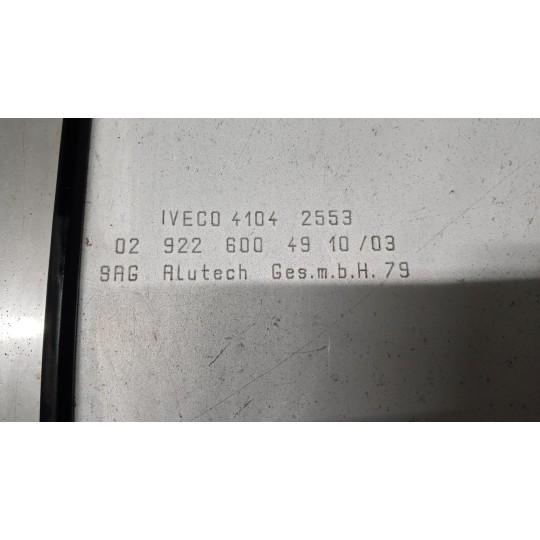 IVECO 4104 2553
02 922 600 49 10/03
SAG Alutech Ges.m.b.H. 79